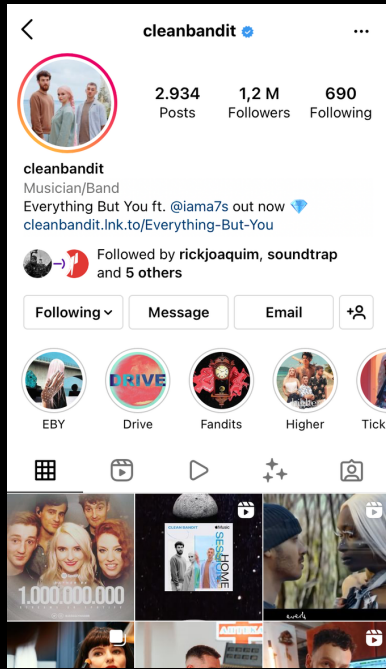 cleanbandit
2.934
Posts
1,2 M
Followers
690
Following
cleanbandit
Musician/Band
Everything But You ft. @iama7s out now 💎
cleanbandit.lnk.to/Everything-But-You
Followed by rickjoaquim, soundtrap
and 5 others
Following
Message
Email
DRIVE
EBY
Drive
Fandits
Higher
Tick
1.000.000.000
CLEAN BANDIT
Music
HOME
SESSION